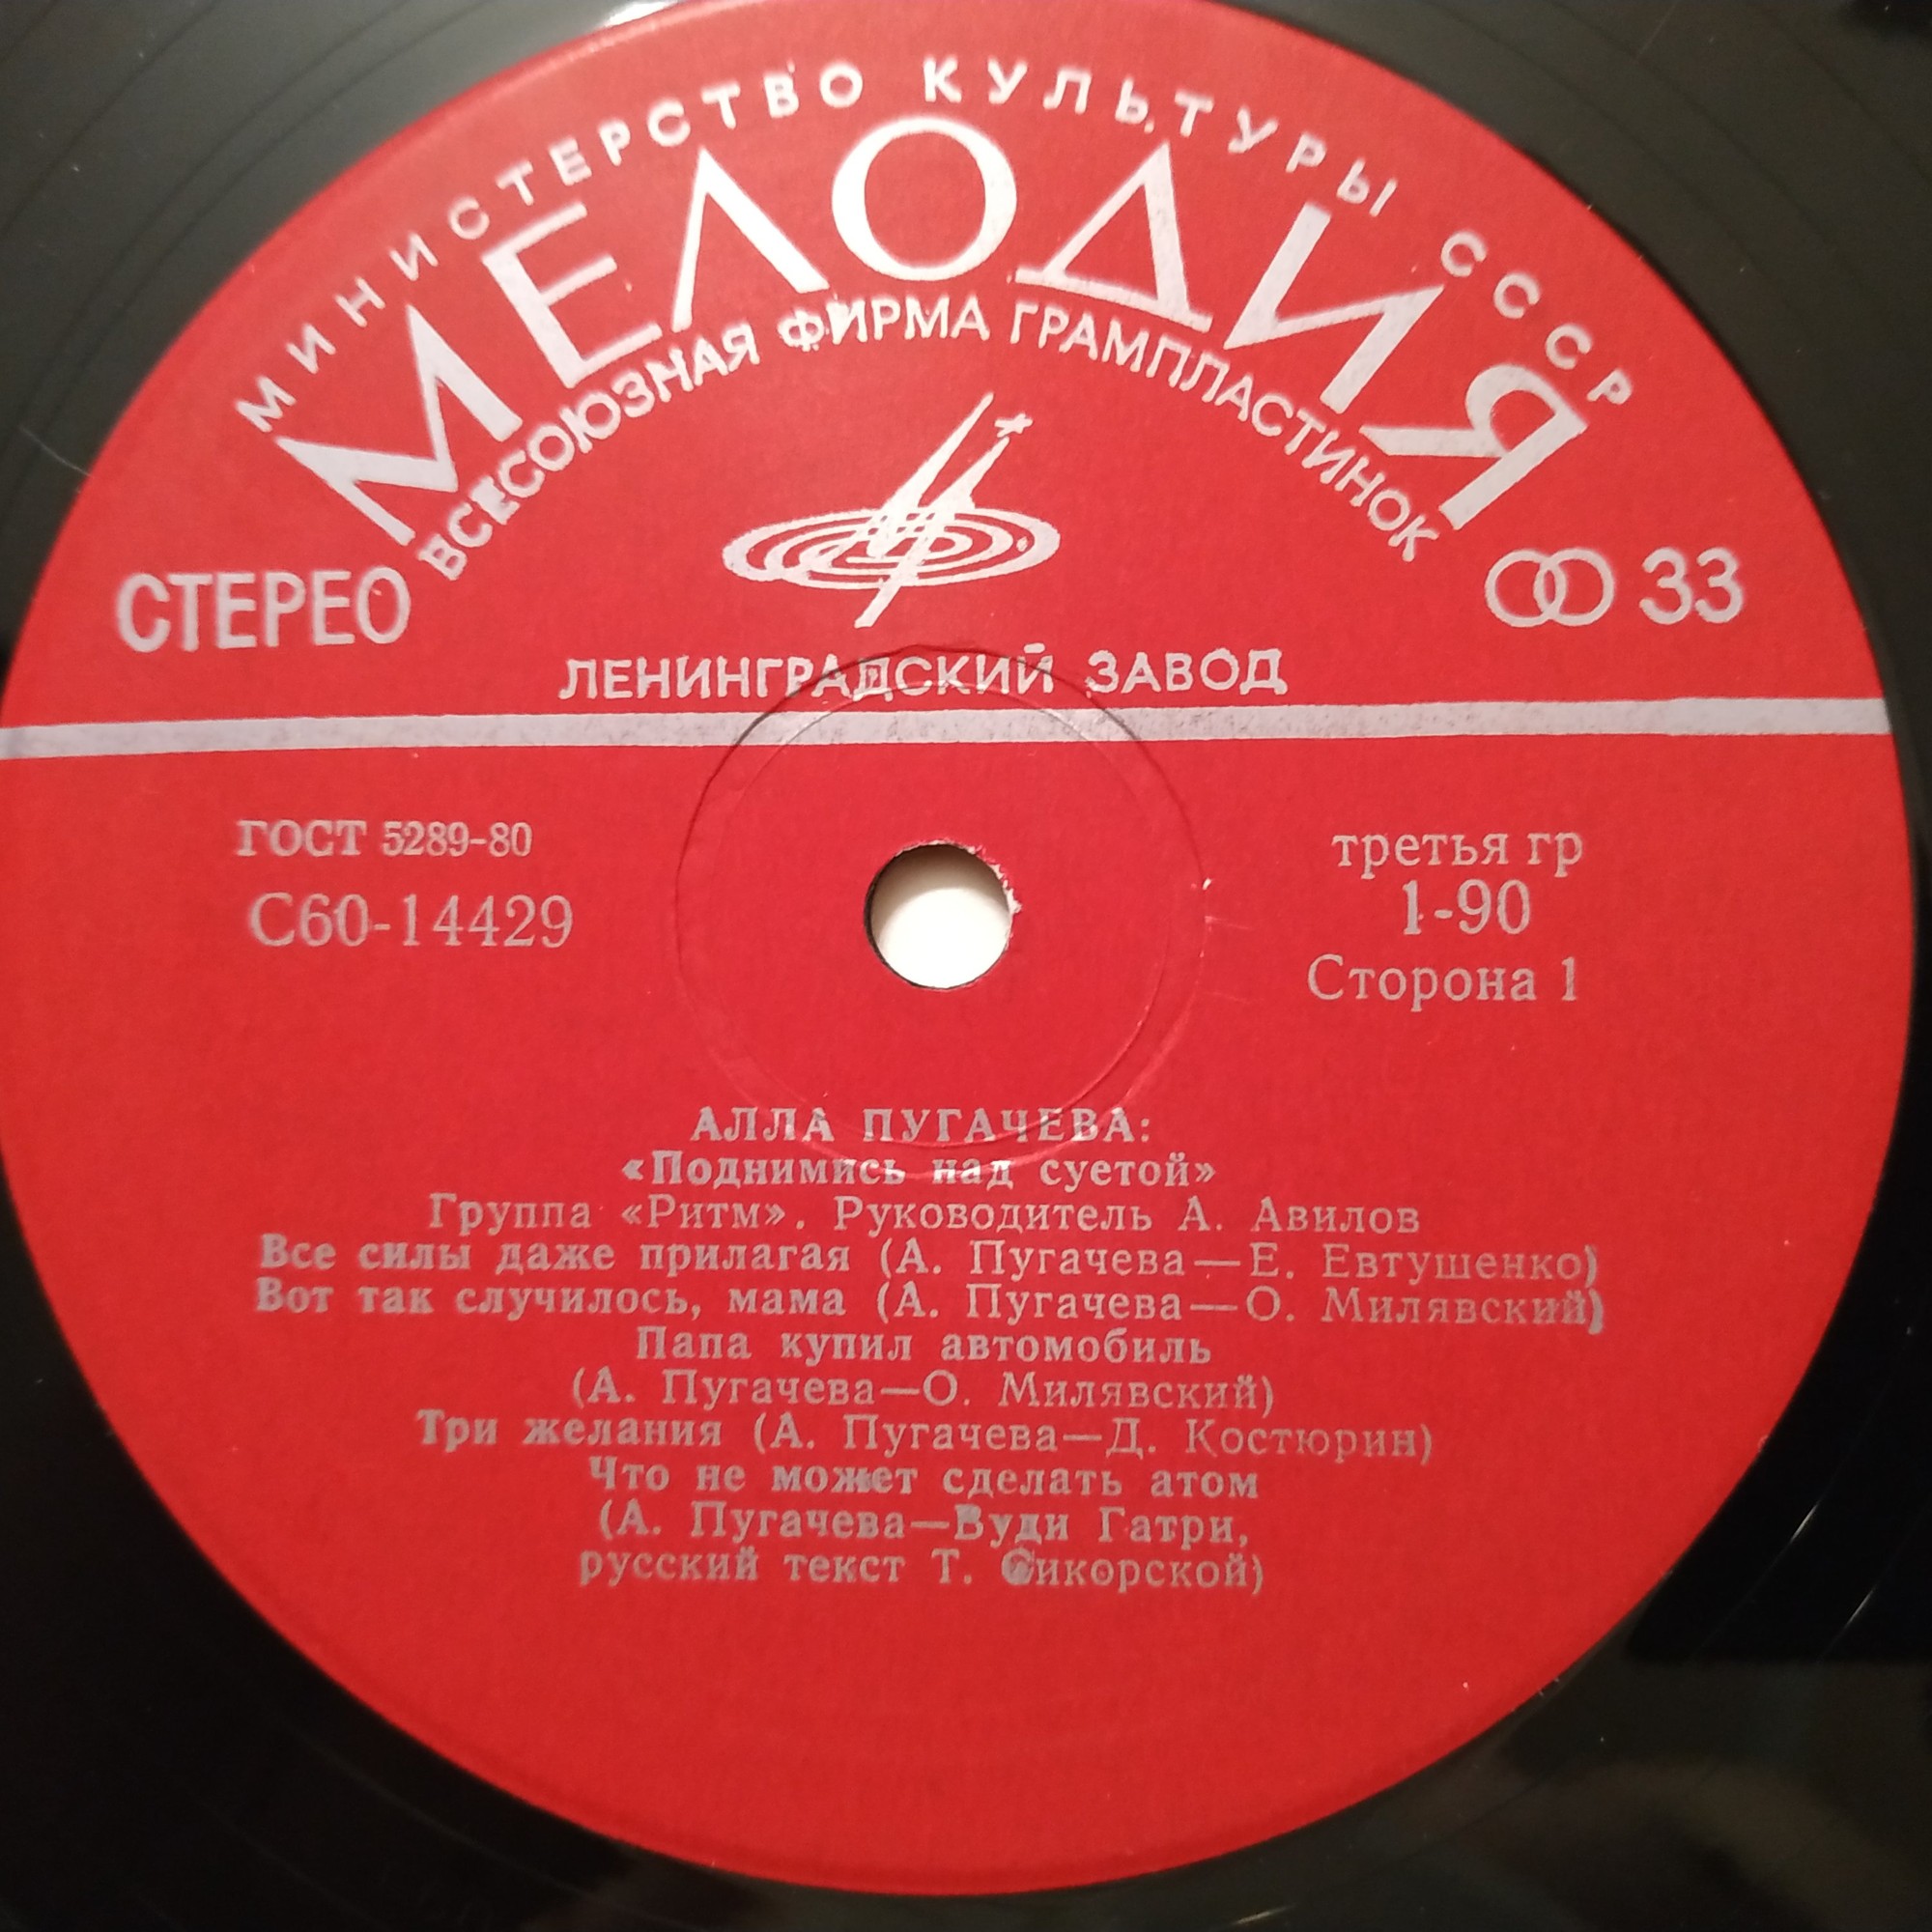 МИНИСТЕРСТВО КУЛЬТУРЫ СССР
МЕЛОДИЯ
ВСЕСОЮЗНАЯ ФИРМА ГРАМПЛАСТИНОК
СТЕРЕО
33
ЛЕНИНГРАДСКИЙ ЗАВОД
ГОСТ 5289-80
С60-14429
третья гр
1-90
Сторона 1
АЛЛА ПУГАЧЕВА:
«Поднимись над суетой»
Группа «Ритм». Руководитель А. Авилов
Все силы даже прилагая (А. Пугачева—Е. Евтушенко)
Вот так случилось, мама (А. Пугачева—О. Милявский)
Папа купил автомобиль
(А. Пугачева—О. Милявский)
Три желания (А. Пугачева—Д. Костюрин)
Что не может сделать атом
(А. Пугачева—Вуди Гатри,
русский текст Т. Сикорской)